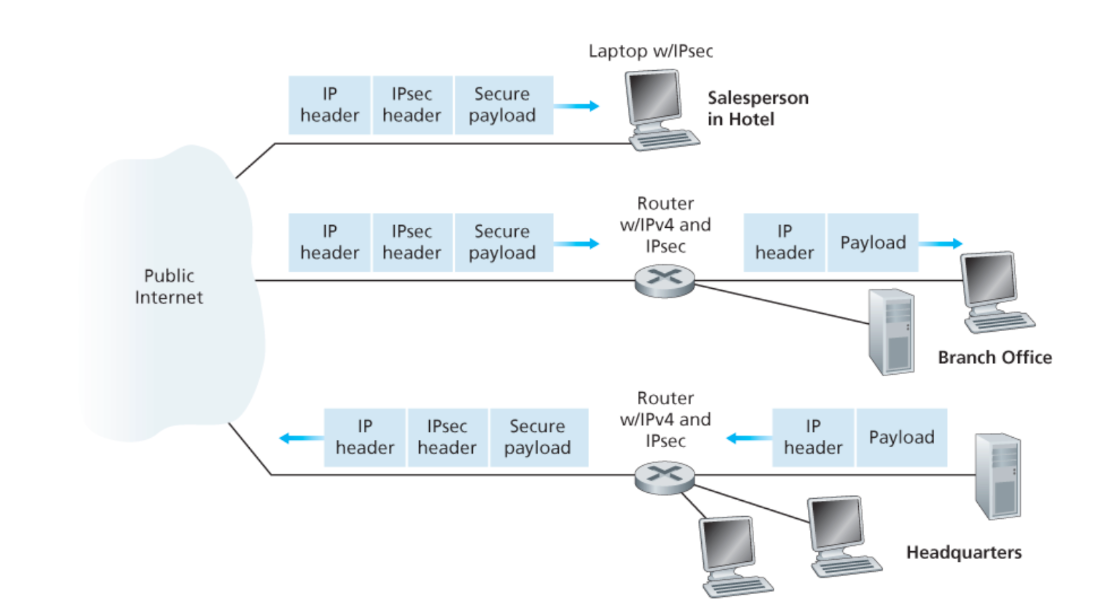 Laptop w/IPsec
IP
header
IPsec
header
Secure
payload
Salesperson
in Hotel
Public
Internet
IP
header
IPsec
header
Secure
payload
Router
w/IPv4 and
IPsec
IP
header
Payload
Branch Office
IP
header
IPsec
header
Secure
payload
Router
w/IPv4 and
IPsec
IP
header
Payload
Headquarters